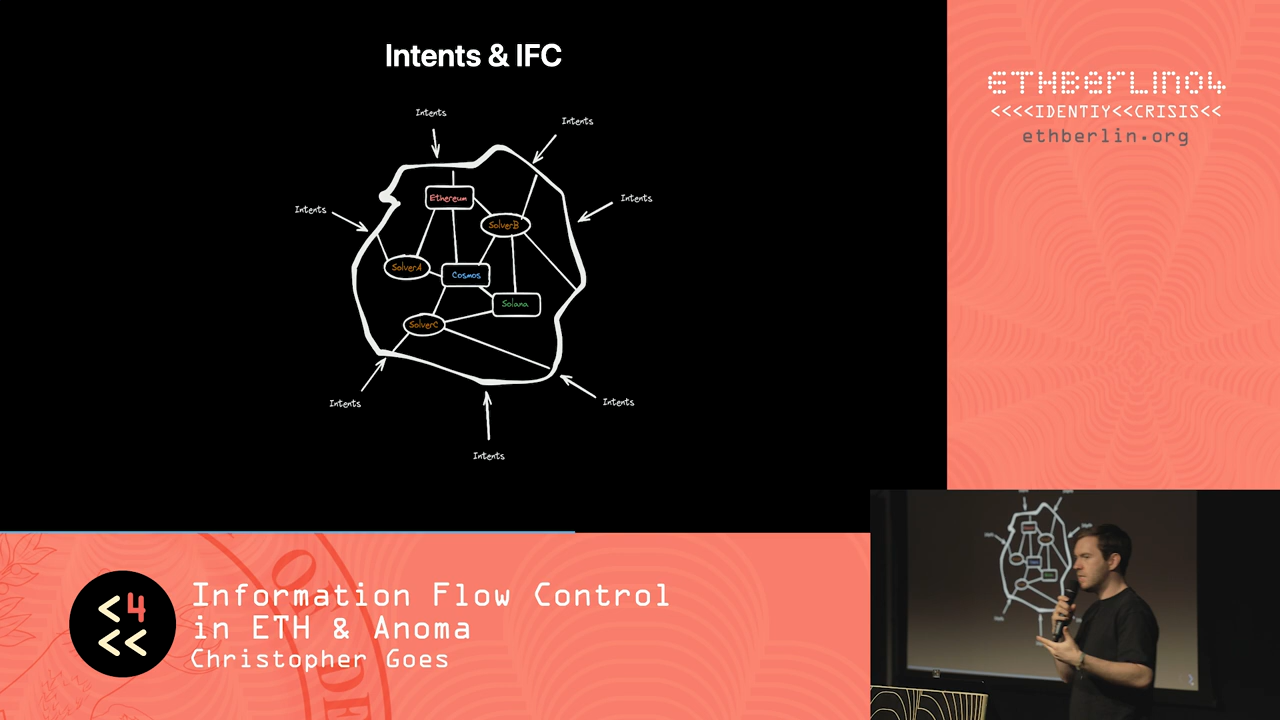 Intents & IFC
Intents
Intents
Intents
Intents
Ethereum
SolverB
SolverA
Cosmos
Solana
SolverC
Intents
Intents
Intents
ETHBerlin04
<<<<IDENTIY<<CRISIS<<
ethberlin.org
<4
<<
Information Flow Control
in ETH & Anoma
Christopher Goes